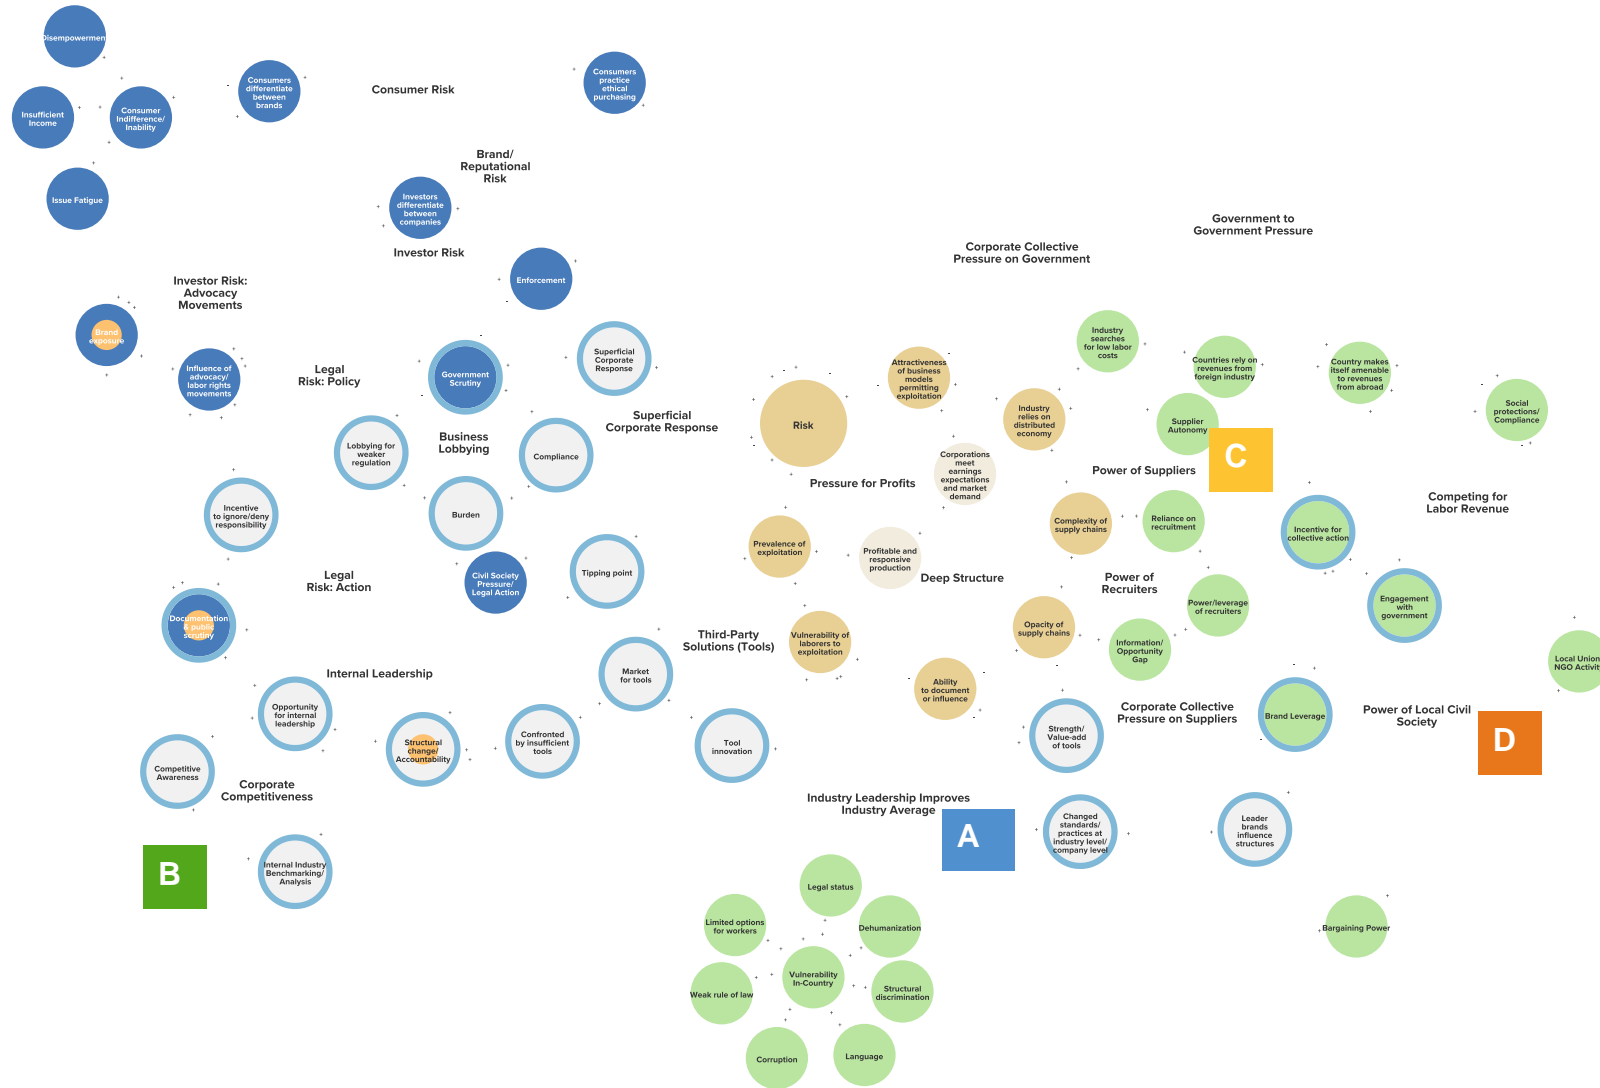 Disempowermen
Insufficient
Income
Consumer
Indifference/
Inability
Issue Fatigue
Consumers
differentiate
between
brands
Consumer Risk
Consumers
practice
ethical
purchasing
Brand/
Reputational
Risk
Investors
differentiate
between
companies
Investor Risk
Enforcement
Investor Risk:
Advocacy
Movements
Brand
exposure
Influence of
advocacy/
labor rights
movements
Legal
Risk: Policy
Government
Scrutiny
Superficial
Corporate
Response
Superficial
Corporate Response
Lobbying for
weaker
regulation
Business
Lobbying
Compliance
Burden
Incentive
to ignore/deny
responsibility
Legal
Risk: Action
Civil Society
Pressure/
Legal Action
Tipping point
Documentation
& public
scrutiny
Internal Leadership
Opportunity
for internal
leadership
Structural
change/
Accountability
Confronted
by insufficient
tools
Market
for tools
Third-Party
Solutions (Tools)
Tool
innovation
Competitive
Awareness
Corporate
Competitiveness
B
Internal Industry
Benchmarking/
Analysis
Government to
Government Pressure
Corporate Collective
Pressure on Government
Industry
searches
for low labor
costs
Countries rely on
revenues from
foreign industry
Country makes
itself amenable
to revenues
from abroad
Social
protections/
Compliance
Attractiveness
of business
models
permitting
exploitation
Risk
Industry
relies on
distributed
economy
Supplier
Autonomy
C
Power of Suppliers
Corporations
meet
earnings
expectations
and market
demand
Pressure for Profits
Competing for
Labor Revenue
Complexity of
supply chains
Reliance on
recruitment
Incentive for
collective action
Prevalence of
exploitation
Profitable and
responsive
production
Deep Structure
Power of
Recruiters
Engagement
with
government
Power/leverage
of recruiters
Vulnerability of
laborers to
exploitation
Opacity of
supply chains
Information/
Opportunity
Gap
Local Union
NGO Activit
Ability
to document
or influence
Strength/
Value-add
of tools
Corporate Collective
Pressure on Suppliers
Brand Leverage
Power of Local Civil
Society
D
Industry Leadership Improves
Industry Average
A
Changed
standards/
practices at
industry level/
company level
Leader
brands
influence
structures
Bargaining Power
Legal status
Limited options
for workers
Dehumanization
Vulnerability
In-Country
Weak rule of law
Structural
discrimination
Corruption
Language